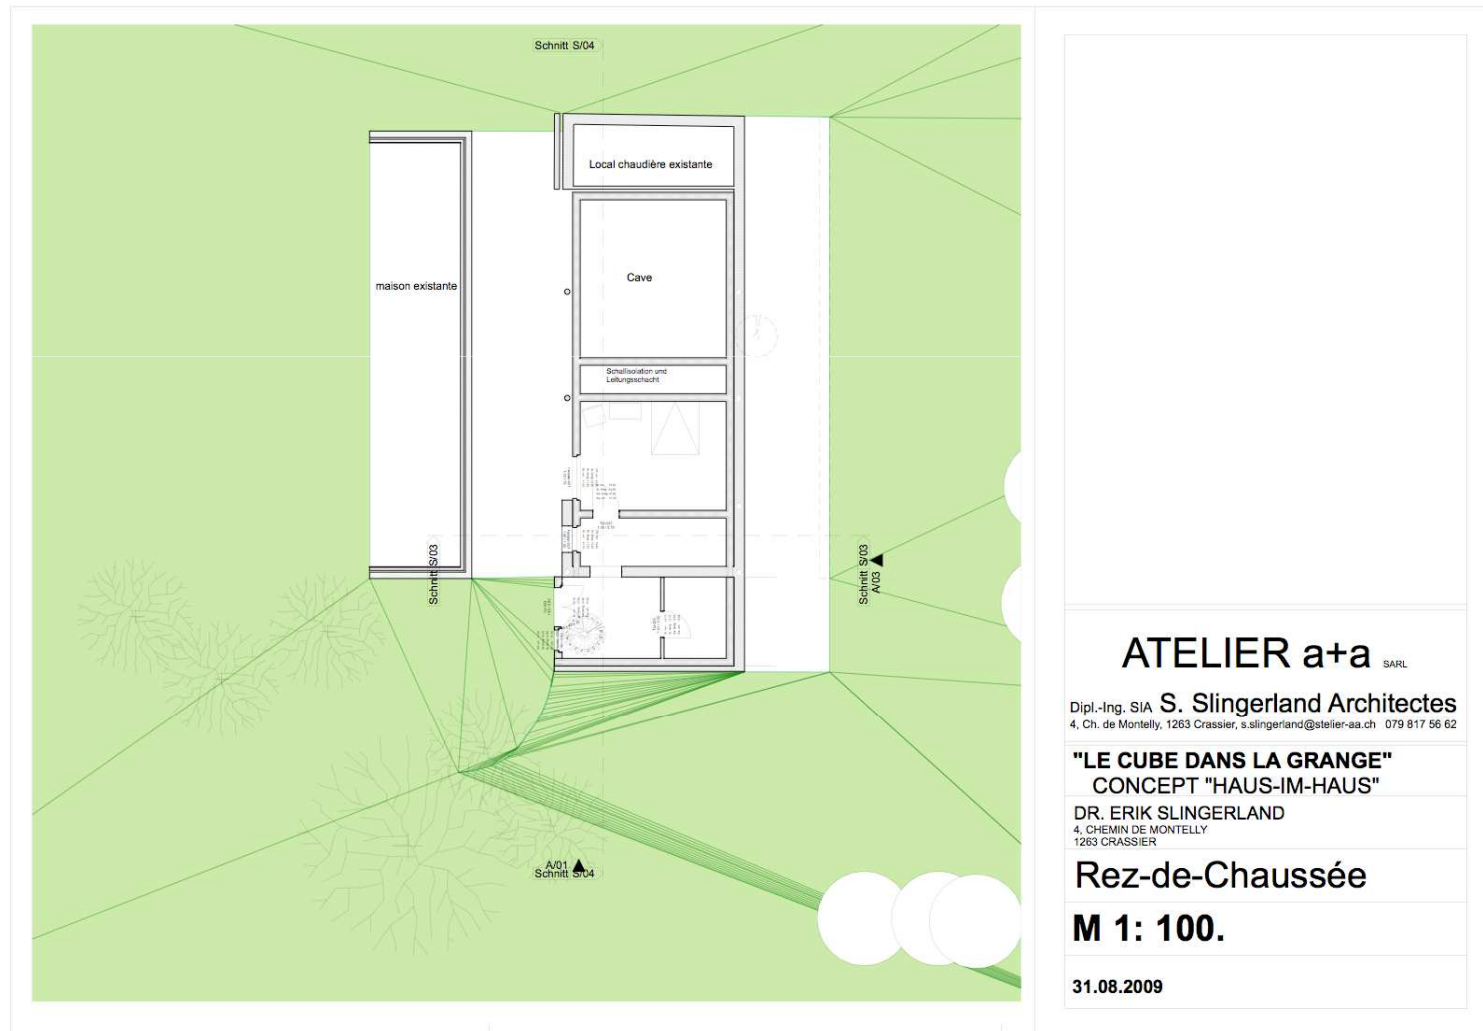 Schnitt S/04
Local chaudière existante
Cave
maison existante
Schallisolation und
Leitungsschacht
Schnitt S/03
Schnitt S/03
A/03
A/01
Schnitt S/04
ATELIER a+a SARL
Dipl.-Ing. SIA S. Slingerland Architectes
4, Ch. de Montelly, 1263 Crassier, s.slingerland@stelier-aa.ch 079 817 56 62
"LE CUBE DANS LA GRANGE"
CONCEPT "HAUS-IM-HAUS"
DR. ERIK SLINGERLAND
4, CHEMIN DE MONTELLY
1263 CRASSIER
Rez-de-Chaussée
M 1: 100.
31.08.2009